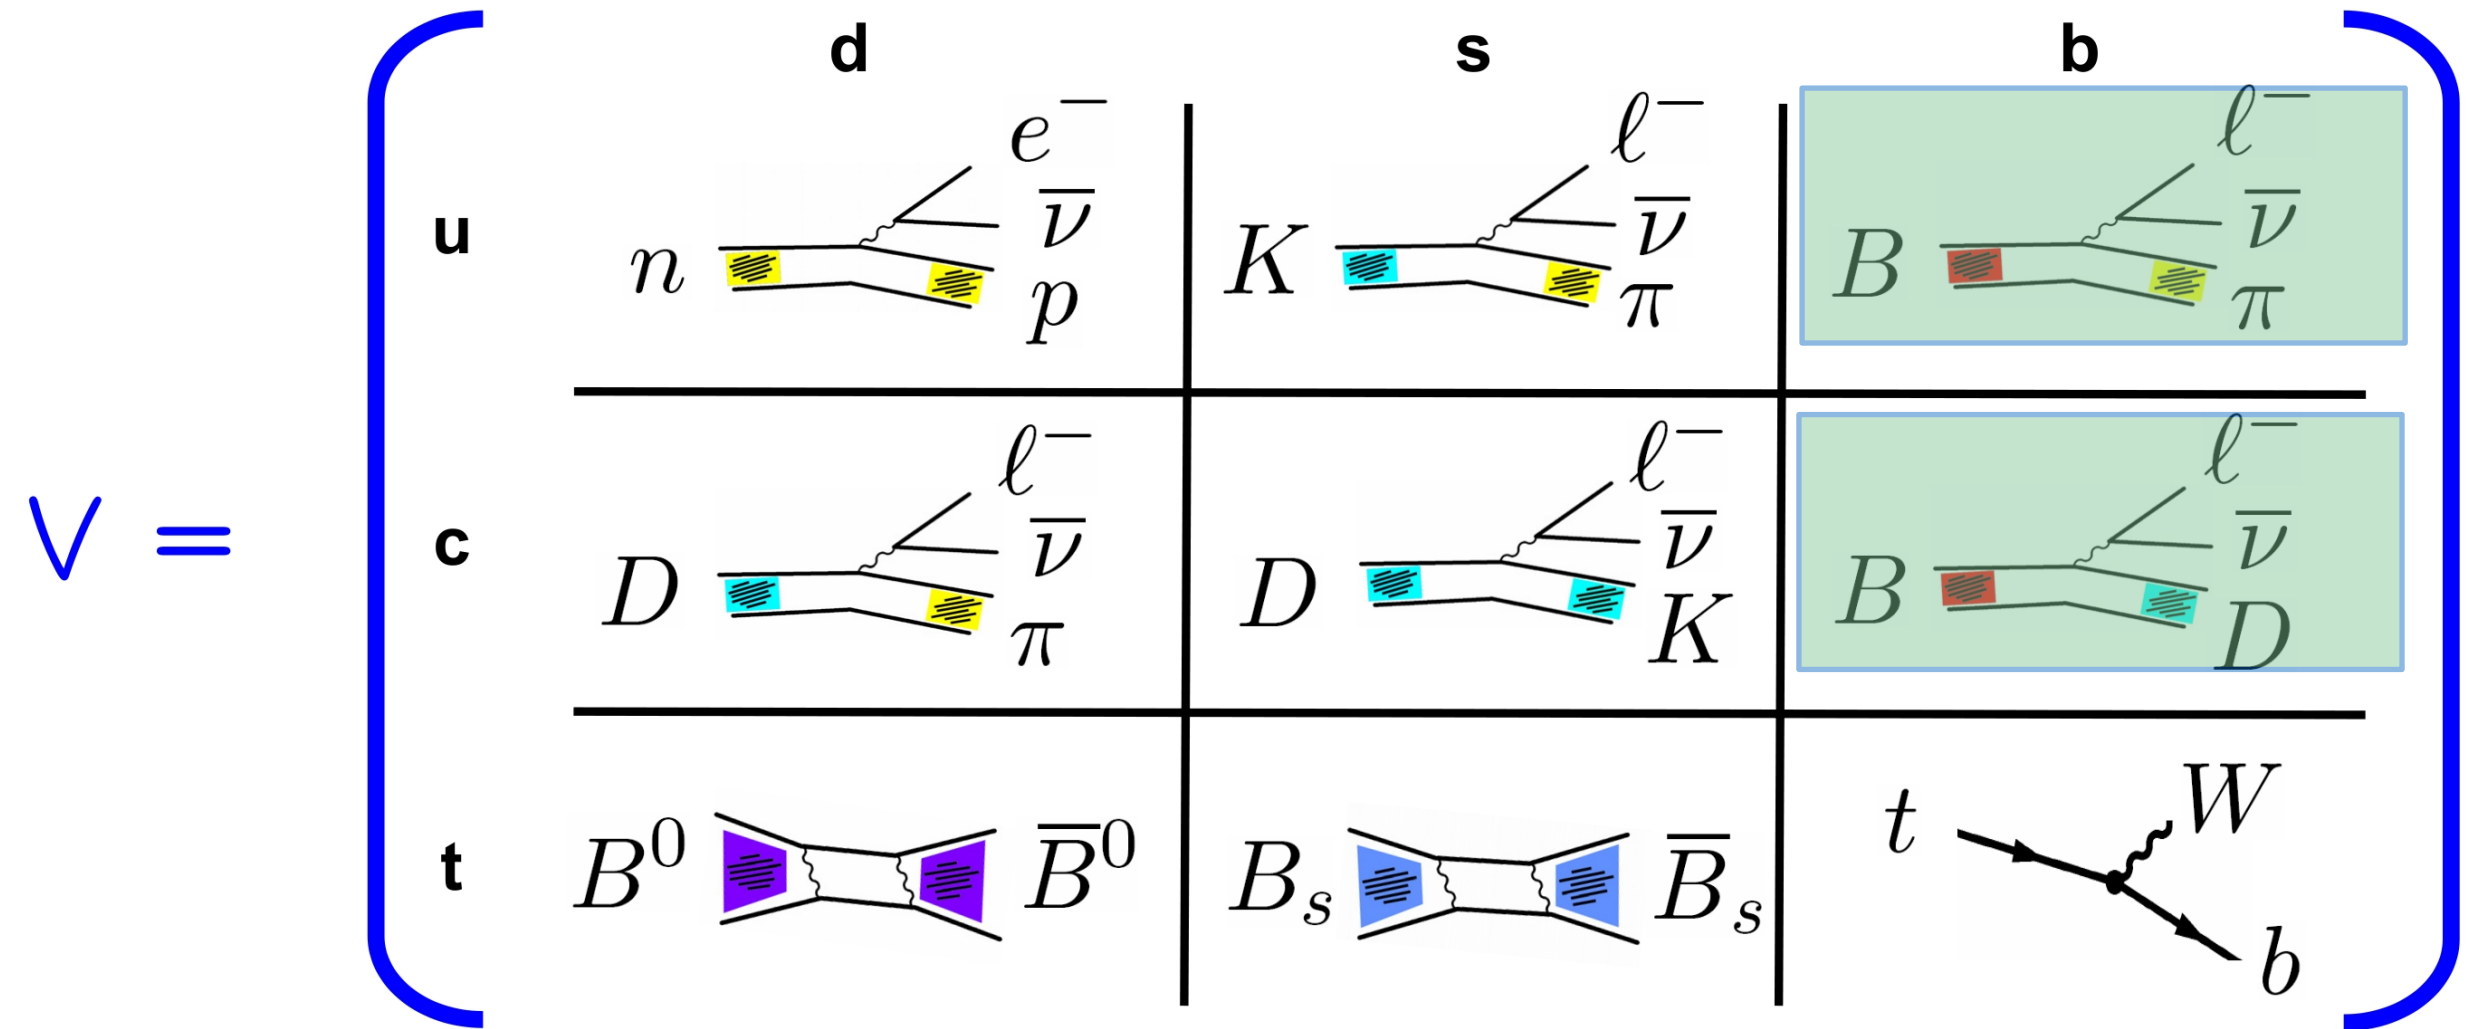 d s b
u n e⁻ ν̅ p K ℓ⁻ ν̅ π B ℓ⁻ ν̅ π
V = c D ℓ⁻ ν̅ π D ℓ⁻ ν̅ K B ℓ⁻ ν̅ D
t B⁰ B̅⁰ Bₛ B̅ₛ t W b